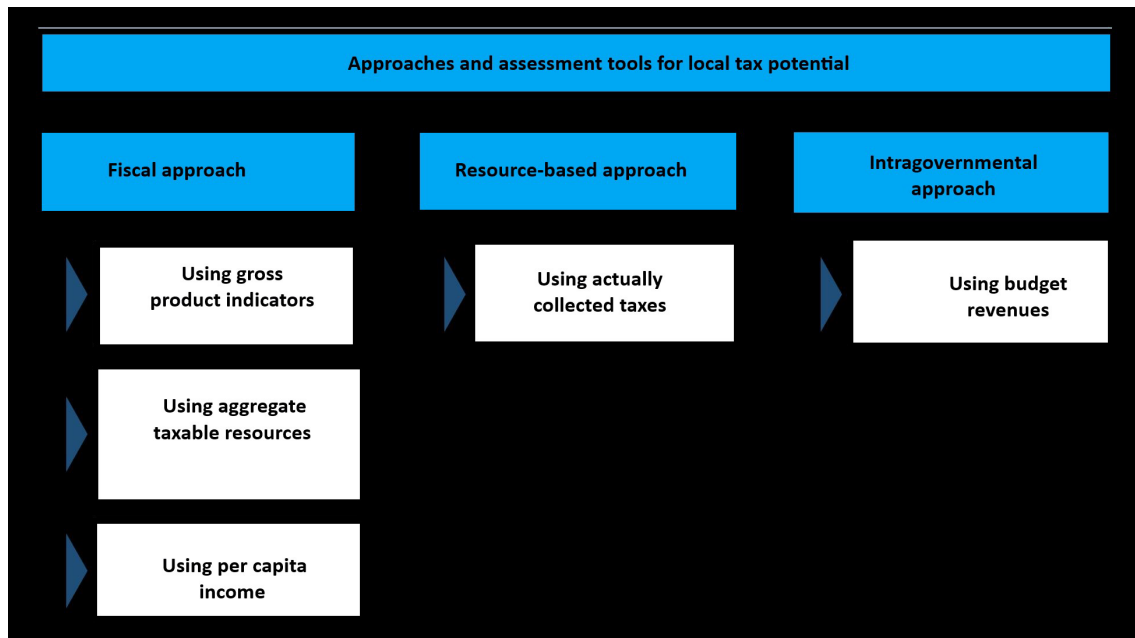 Approaches and assessment tools for local tax potential
Fiscal approach
Resource-based approach
Intragovernmental
approach
Using gross
product indicators
Using actually
collected taxes
Using budget
revenues
Using aggregate
taxable resources
Using per capita
income